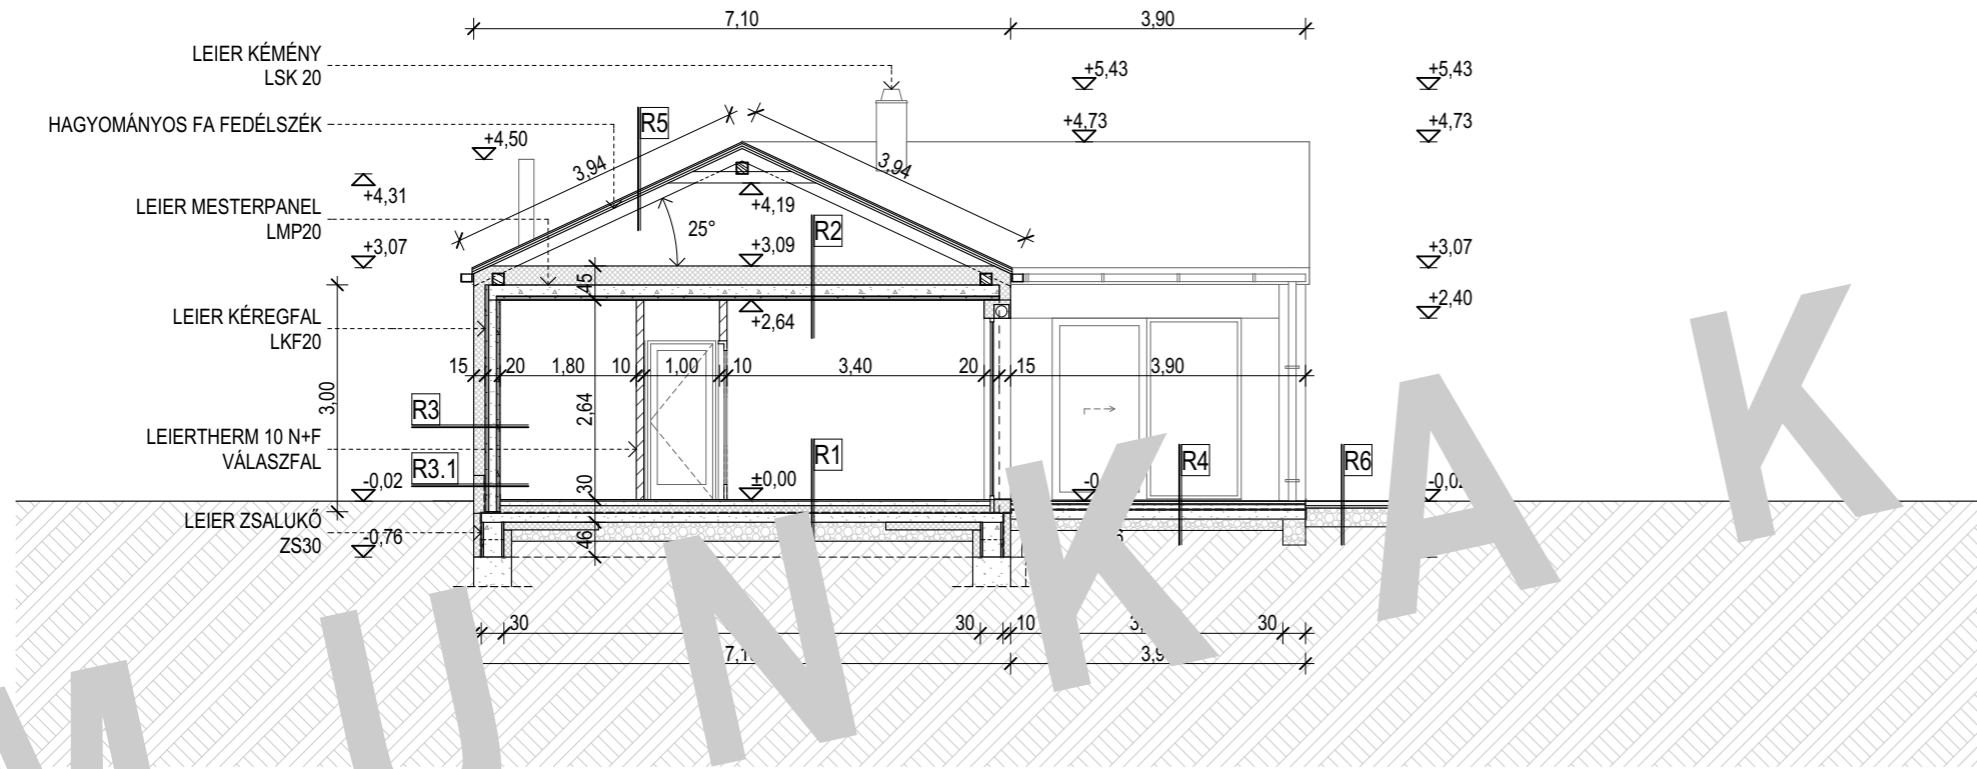 7,10
3,90
LEIER KÉMÉNY
LSK 20
+5,43
+5,43
HAGYOMÁNYOS FA FEDÉLSZÉK
R5
+4,73
+4,73
+4,50
3,94
3,94
+4,31
LEIER MESTERPANEL
LMP20
+4,19
25°
R2
+3,07
+3,09
+3,07
45
+2,40
LEIER KÉREGFAL
LKF20
+2,64
15
20
1,80
10
1,00
10
3,40
20
15
3,90
3,00
2,64
R3
LEIERTHERM 10 N+F
VÁLASZFAL
R3.1
R1
R4
R6
-0,02
30
±0,00
LEIER ZSALUKŐ
ZS30
-0,76
46
30
30
10
30
MUNKAK